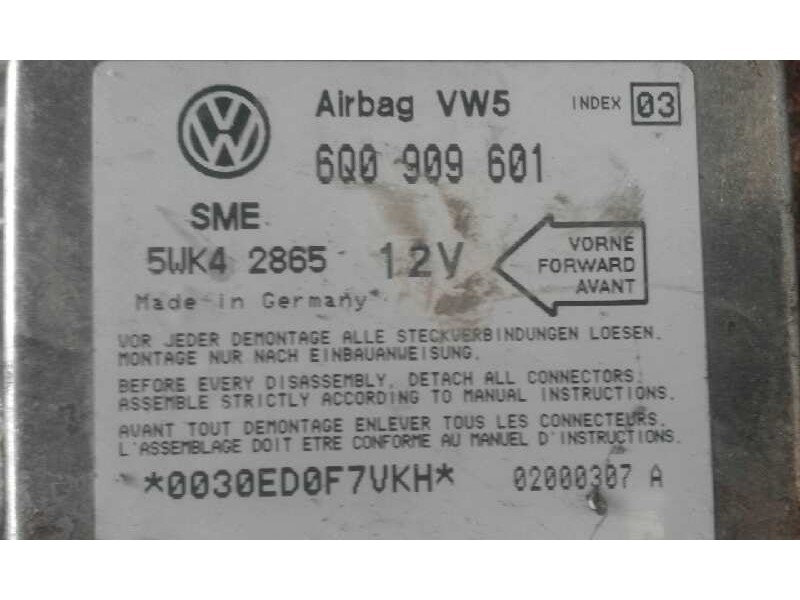 Airbag VW5 INDEX 03
6Q0 909 601
SME
5WK4 2865 12V
VORNE
FORWARD
AVANT
Made in Germany
VOR JEDER DEMONTAGE ALLE STECKVERBINDUNGEN LOESEN.
MONTAGE NUR NACH EINBAUANWEISUNG.
BEFORE EVERY DISASSEMBLY, DETACH ALL CONNECTORS.
ASSEMBLE STRICTLY ACCORDING TO MANUAL INSTRUCTIONS.
AVANT TOUT DEMONTAGE ENLEVER TOUS LES CONNECTEURS.
L'ASSEMBLAGE DOIT ETRE CONFORME AU MANUEL D'INSTRUCTIONS.
*0030ED0F7VKH* 02000307 A